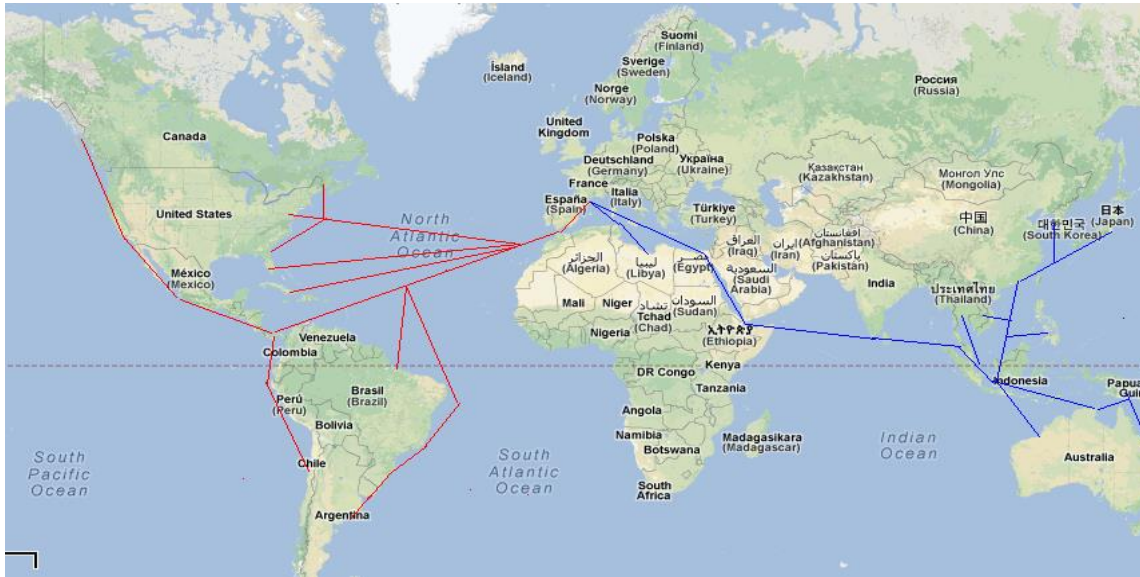 Suomi
(Finland)
Ísland
(Iceland)
Sverige
(Sweden)
Россия
(Russia)
Norge
(Norway)
Canada
United
Kingdom
Polska
(Poland)
Deutschland
(Germany)
Україна
(Ukraine)
Қазақстан
(Kazakhstan)
Монгол Улс
(Mongolia)
France
Italia
(Italy)
España
(Spain)
United States
North
Atlantic
Ocean
Türkiye
(Turkey)
中国
(China)
대한민국
(South Korea)
日本
(Japan)
العراق
(Iraq)
ایران
(Iran)
افغانستان
(Afghanistan)
پاکستان
(Pakistan)
الجزائر
(Algeria)
ليبيا
(Libya)
مصر
(Egypt)
السعودية
(Saudi
Arabia)
México
(Mexico)
India
ประเทศไทย
(Thailand)
Mali
Niger
تشاد
(Chad)
السودان
(Sudan)
Nigeria
ኢትዮጵያ
(Ethiopia)
Venezuela
Colombia
DR Congo
Kenya
Indonesia
Papua
Guin
Tanzania
Perú
(Peru)
Brasil
(Brazil)
Bolivia
Angola
Namibia
Botswana
Madagasikara
(Madagascar)
Indian
Ocean
Australia
South
Pacific
Ocean
Chile
South
Atlantic
Ocean
South
Africa
Argentina